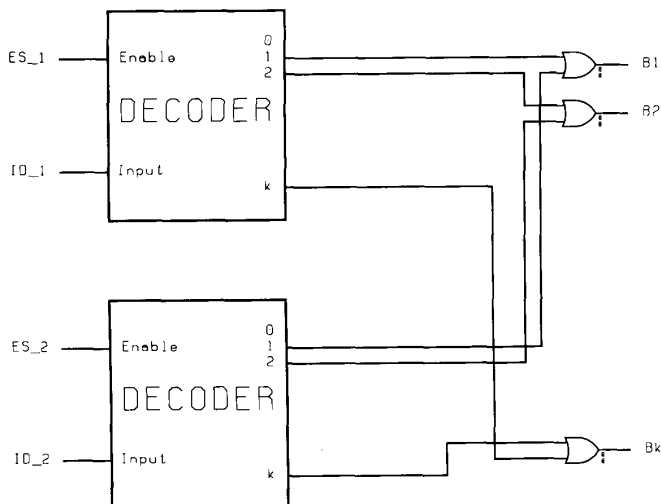 0
ES_1 Enable 1 B1
2
DECODER B2
ID_1 Input
k
0
ES_2 Enable 1
2
DECODER
Bk
ID_2 Input
k